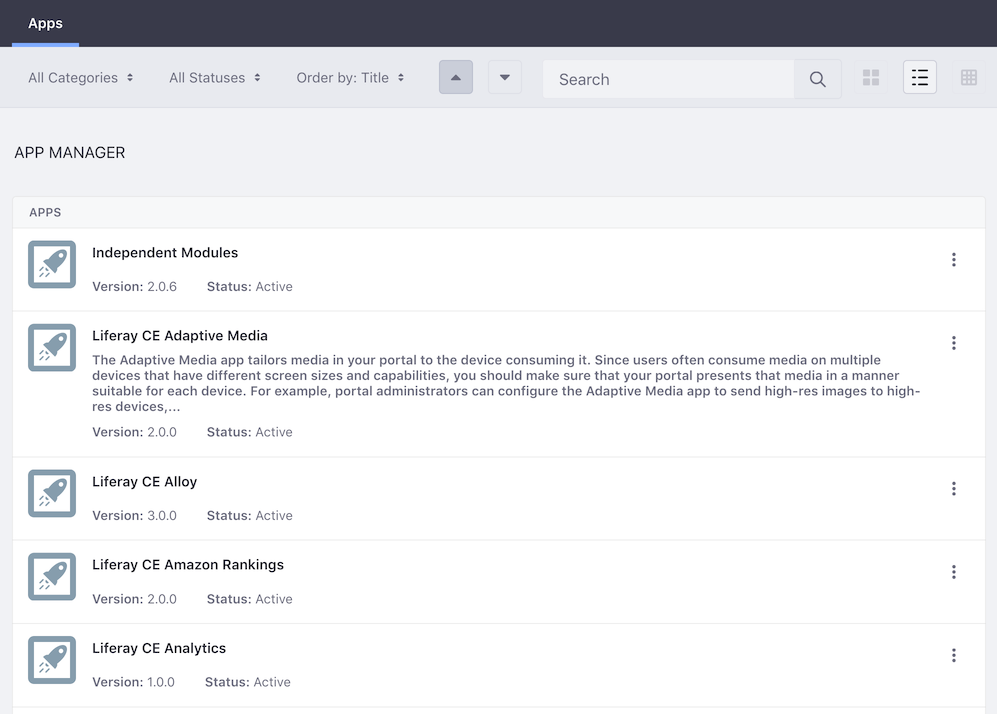 Apps
All Categories All Statuses Order by: Title Search
APP MANAGER
APPS
Independent Modules
Version: 2.0.6 Status: Active
Liferay CE Adaptive Media
The Adaptive Media app tailors media in your portal to the device consuming it. Since users often consume media on multiple
devices that have different screen sizes and capabilities, you should make sure that your portal presents that media in a manner
suitable for each device. For example, portal administrators can configure the Adaptive Media app to send high-res images to high-
res devices,...
Version: 2.0.0 Status: Active
Liferay CE Alloy
Version: 3.0.0 Status: Active
Liferay CE Amazon Rankings
Version: 2.0.0 Status: Active
Liferay CE Analytics
Version: 1.0.0 Status: Active